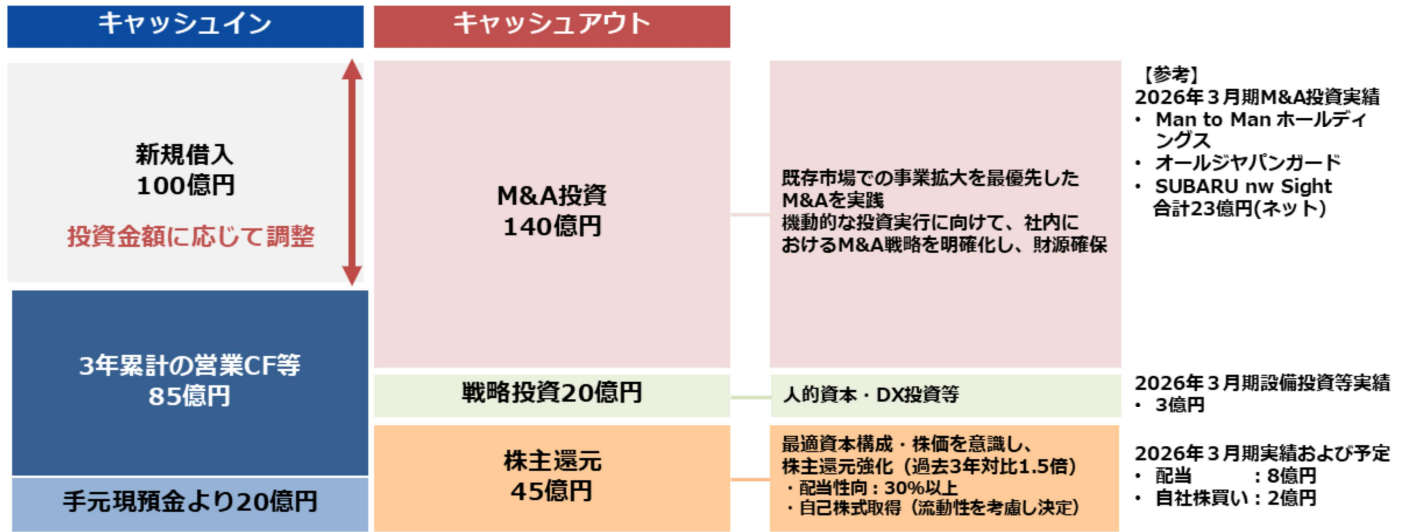 キャッシュイン
キャッシュアウト
新規借入
100億円
投資金額に応じて調整
3年累計の営業CF等
85億円
手元現預金より20億円
M&A投資
140億円
戦略投資20億円
株主還元
45億円
既存市場での事業拡大を最優先した
M&Aを実践
機動的な投資実行に向けて、社内に
おけるM&A戦略を明確化し、財源確保
人的資本・DX投資等
最適資本構成・株価を意識し、
株主還元強化（過去3年対比1.5倍）
・配当性向：30%以上
・自己株式取得（流動性を考慮し決定）
【参考】
2026年３月期M&A投資実績
• Man to Man ホールディ
ングス
• オールジヤパンガード
• SUBARU nw Sight
合計23億円(ネット）
2026年３月期設備投資等実績
• 3億円
2026年３月期実績および予定
• 配当　　　：8億円
• 自社株買い：2億円